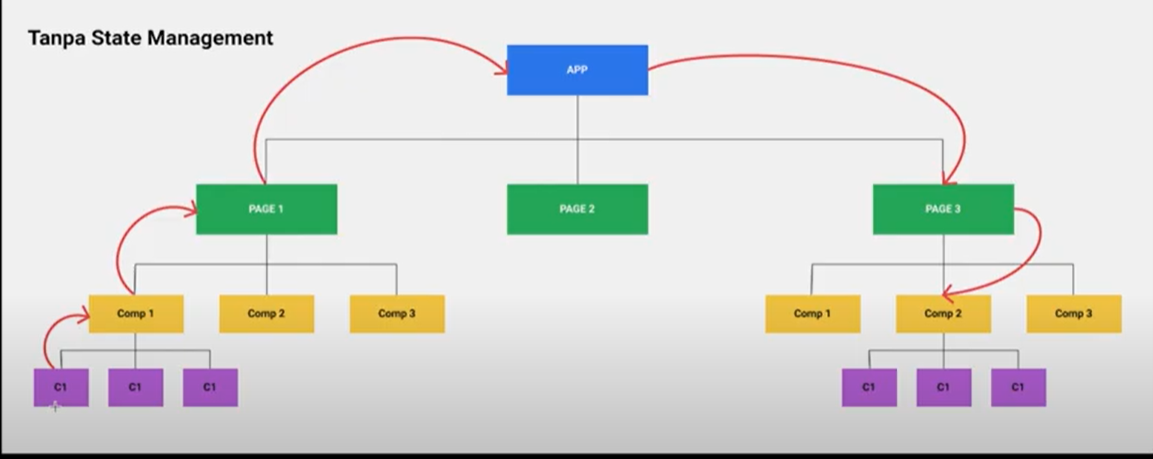 Tanpa State Management
APP
PAGE 1
PAGE 2
PAGE 3
Comp 1
Comp 2
Comp 3
Comp 1
Comp 2
Comp 3
C1
C1
C1
C1
C1
C1